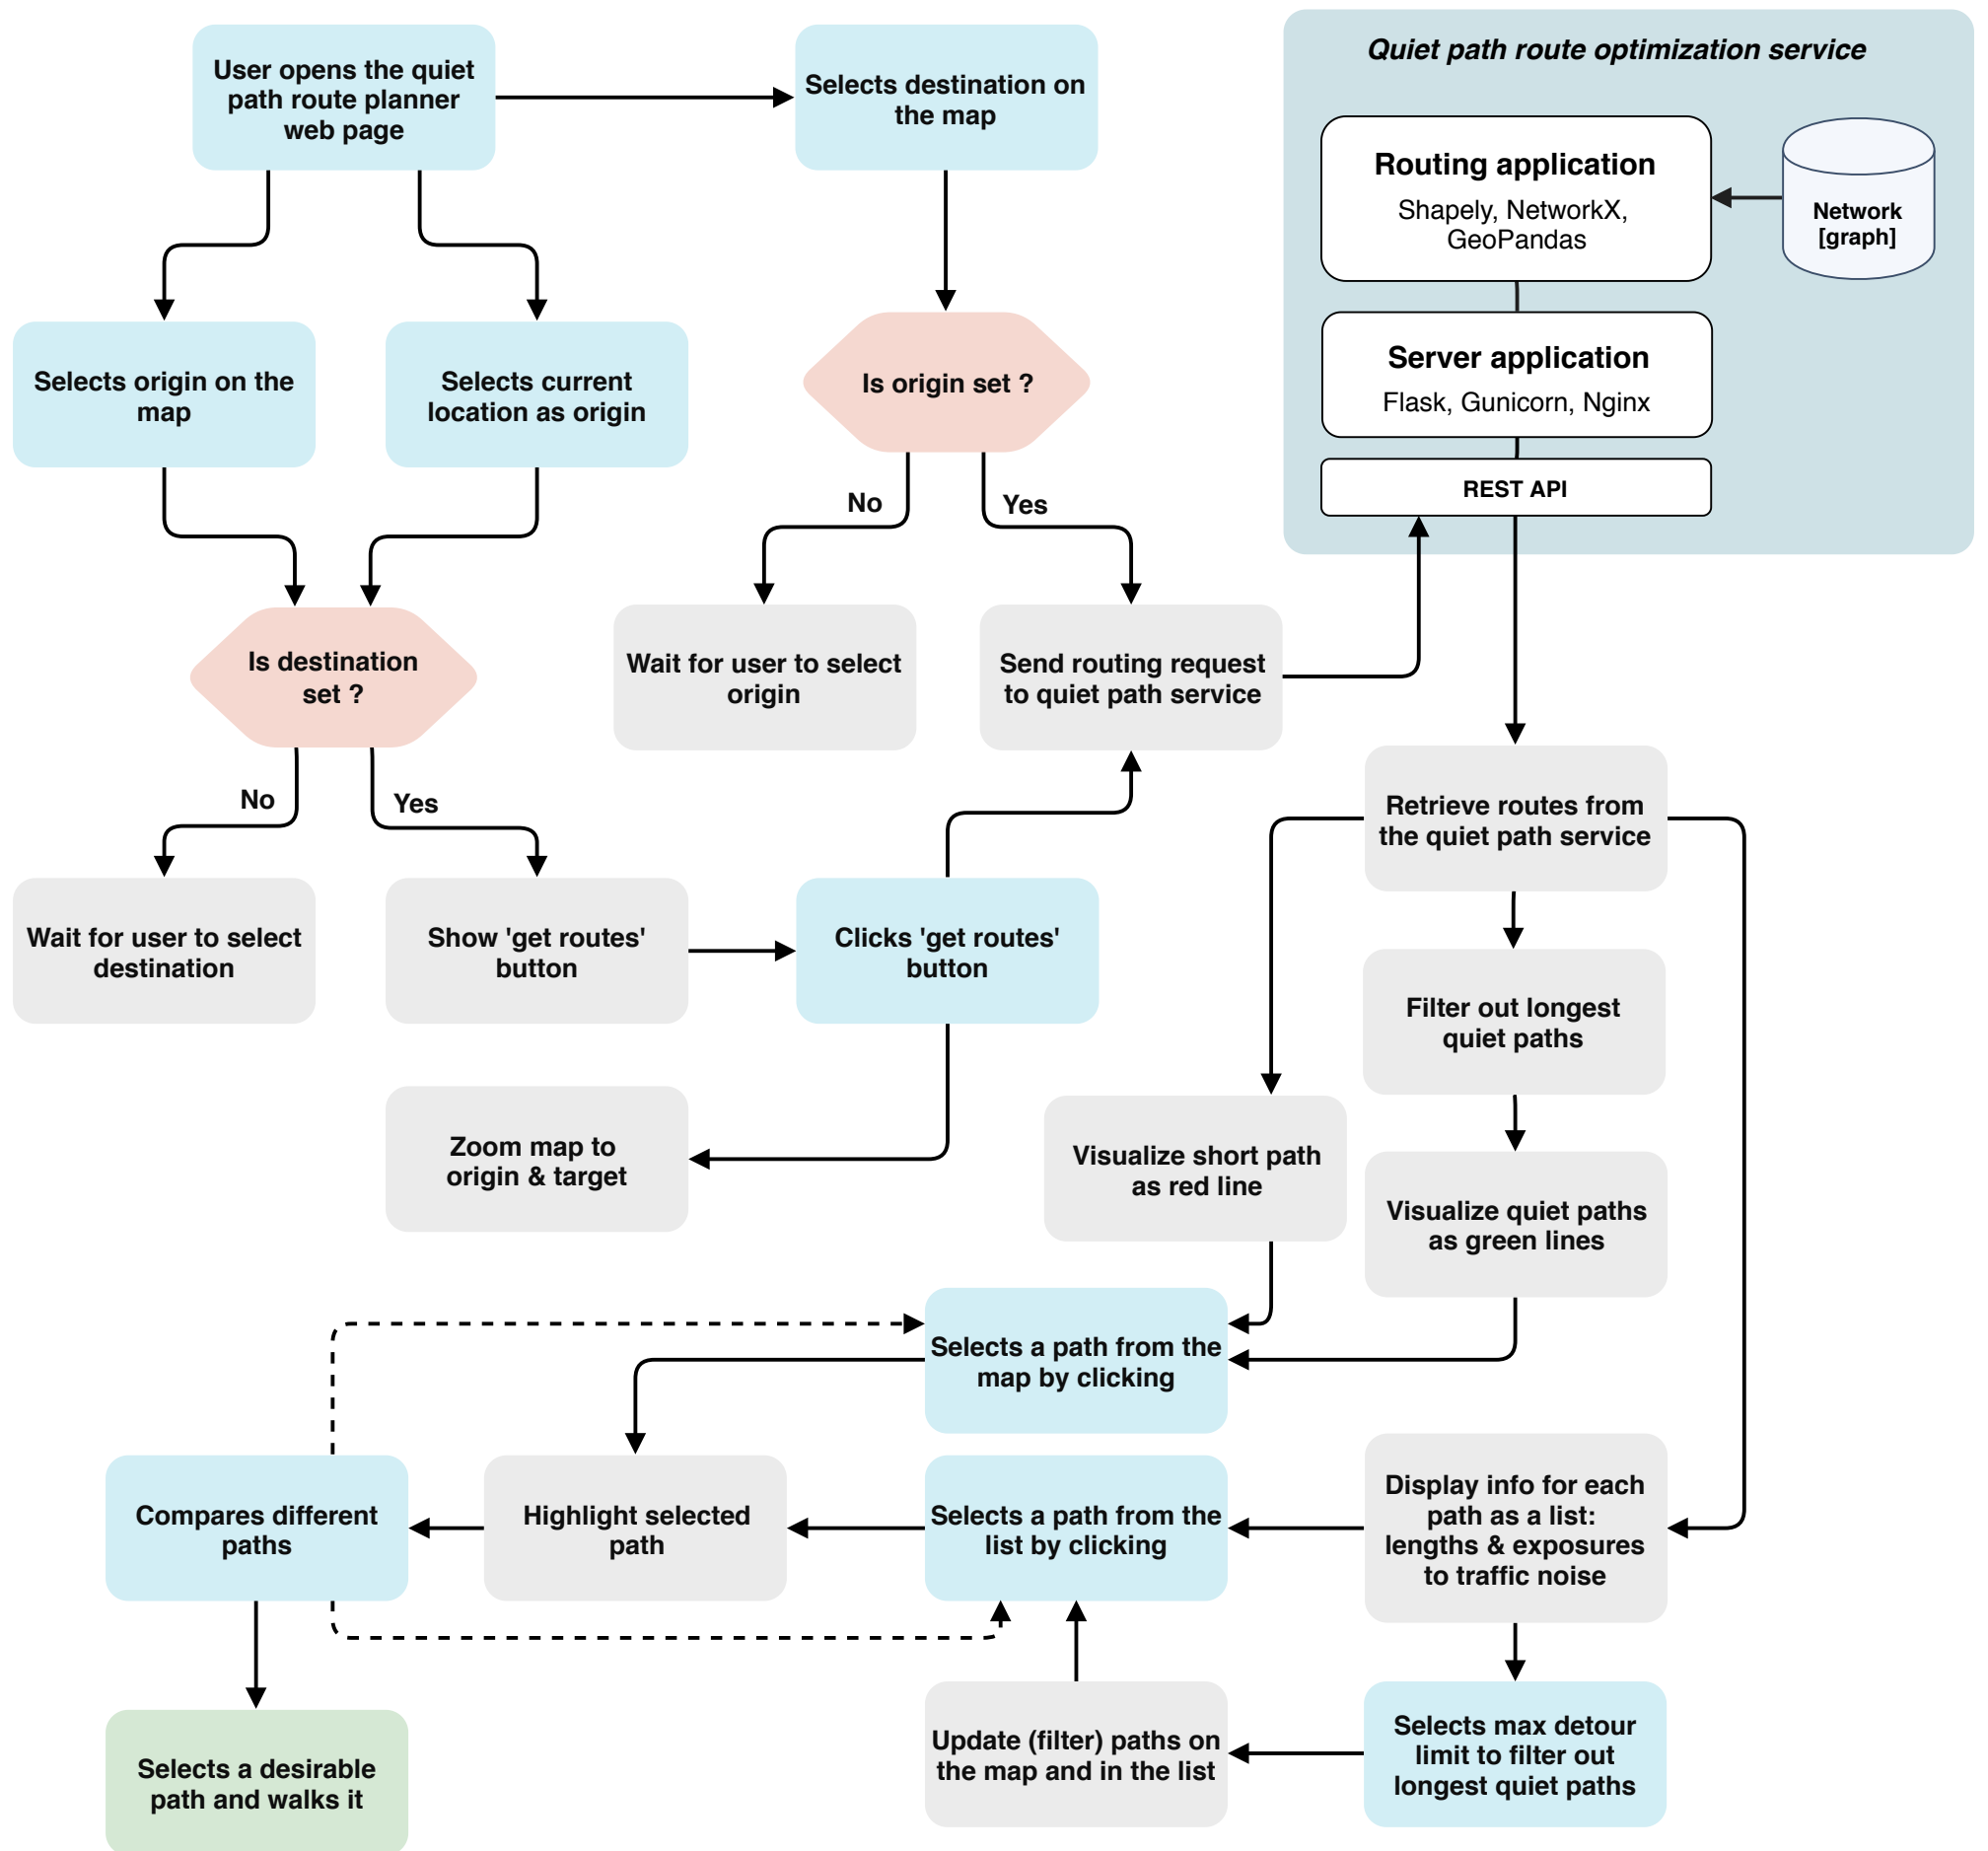 User opens the quiet
path route planner
web page
Selects destination on
the map
Quiet path route optimization service
Routing application
Shapely, NetworkX,
GeoPandas
Network
[graph]
Server application
Flask, Gunicorn, Nginx
REST API
Selects origin on the
map
Selects current
location as origin
Is origin set ?
No
Yes
Is destination
set ?
Wait for user to select
origin
Send routing request
to quiet path service
No
Yes
Retrieve routes from
the quiet path service
Wait for user to select
destination
Show 'get routes'
button
Clicks 'get routes'
button
Filter out longest
quiet paths
Zoom map to
origin & target
Visualize short path
as red line
Visualize quiet paths
as green lines
Selects a path from the
map by clicking
Compares different
paths
Highlight selected
path
Selects a path from the
list by clicking
Display info for each
path as a list:
lengths & exposures
to traffic noise
Selects a desirable
path and walks it
Update (filter) paths on
the map and in the list
Selects max detour
limit to filter out
longest quiet paths